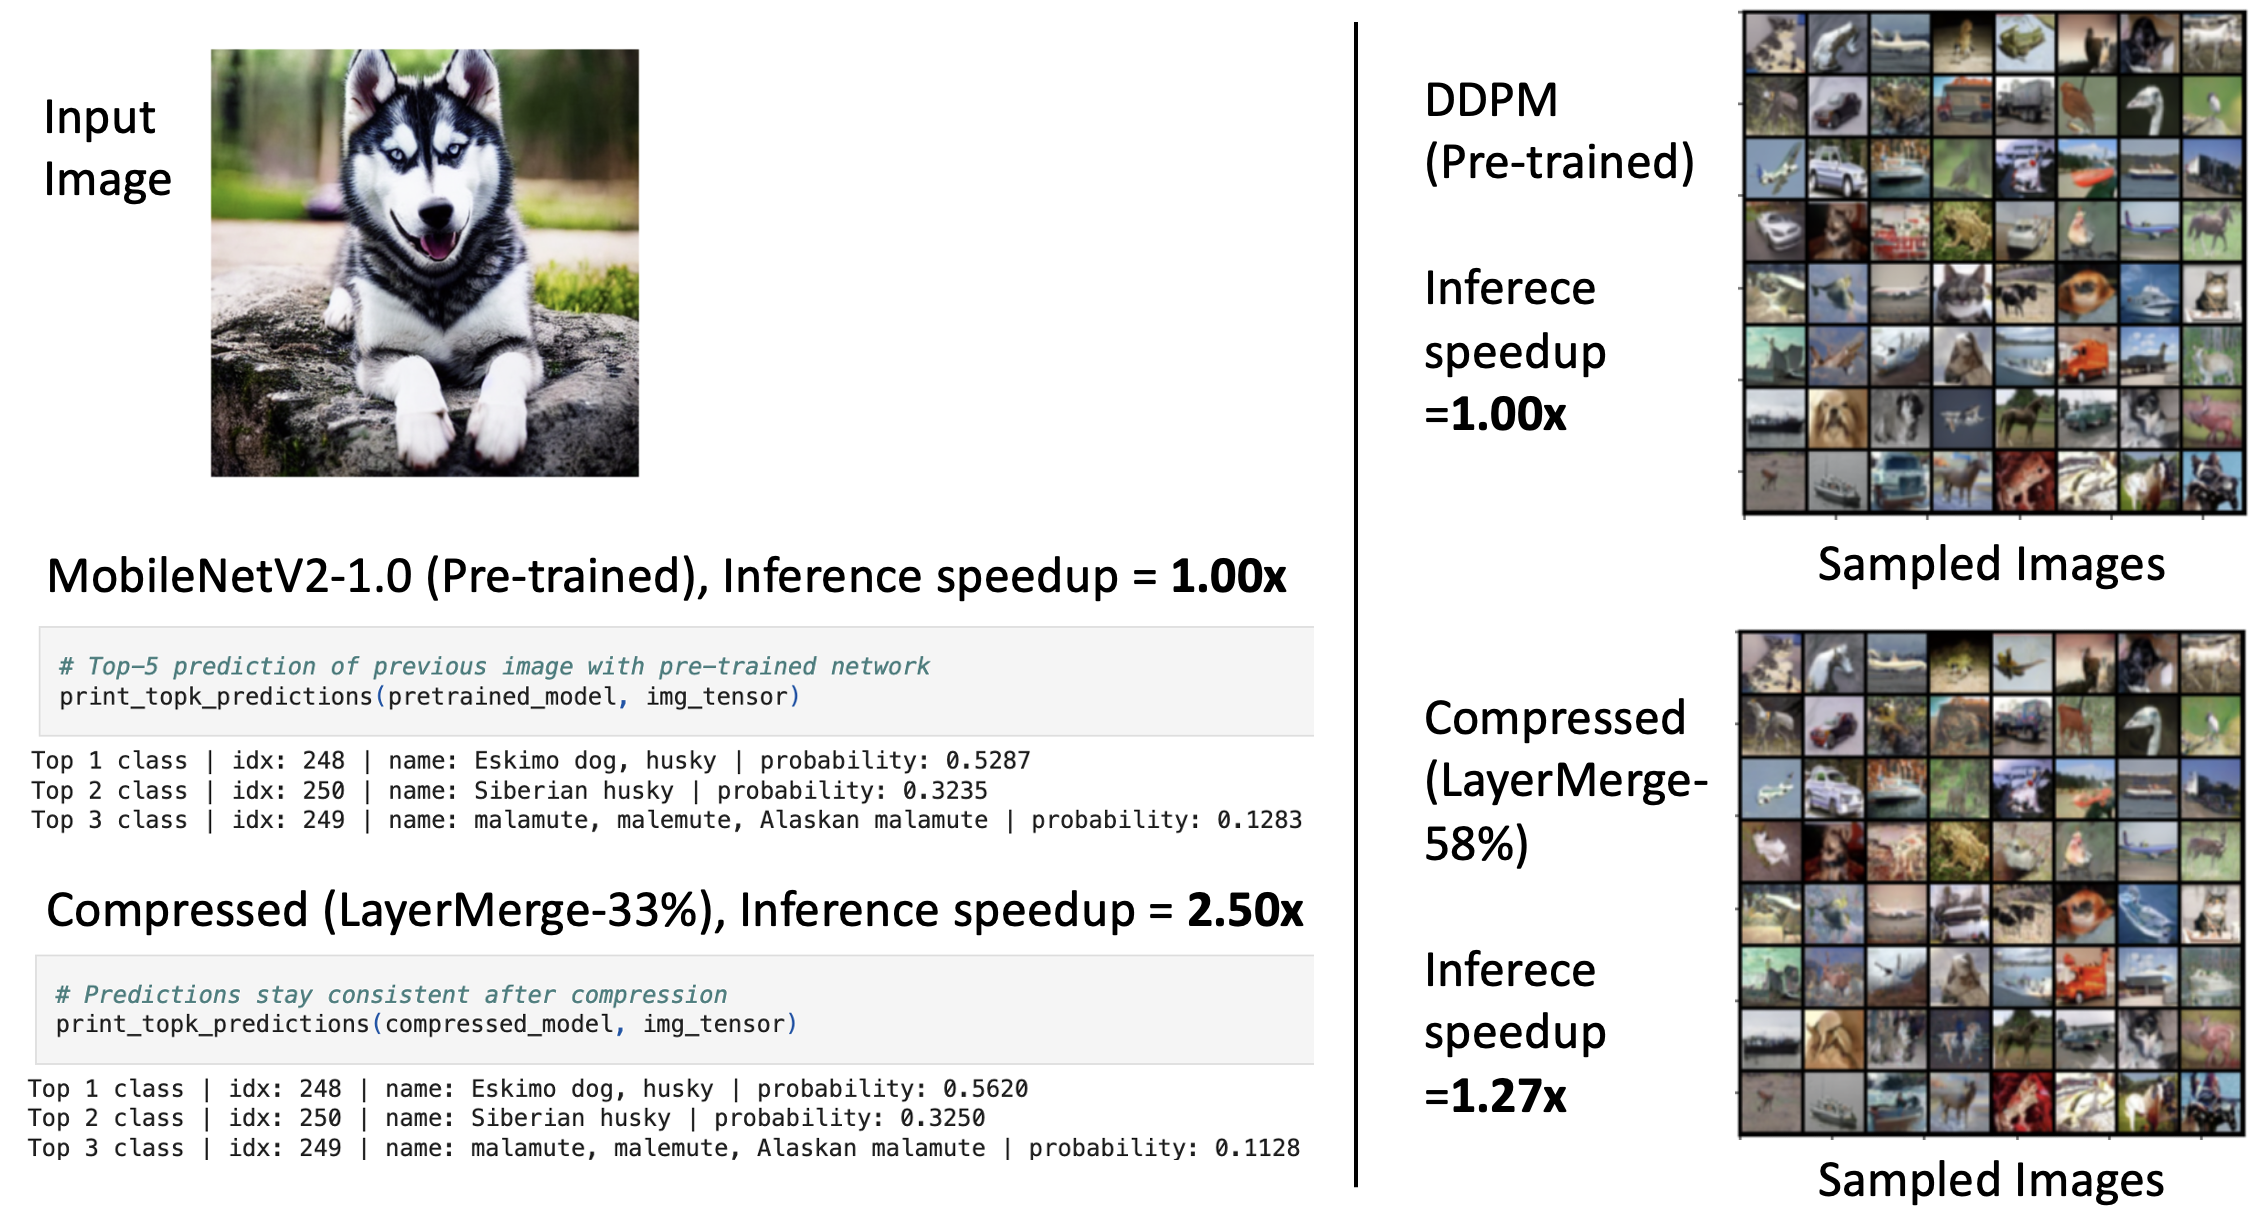 Input
Image
MobileNetV2-1.0 (Pre-trained), Inference speedup = 1.00x
# Top-5 prediction of previous image with pre-trained network
print_topk_predictions(pretrained_model, img_tensor)
Top 1 class | idx: 248 | name: Eskimo dog, husky | probability: 0.5287
Top 2 class | idx: 250 | name: Siberian husky | probability: 0.3235
Top 3 class | idx: 249 | name: malamute, malemute, Alaskan malamute | probability: 0.1283
Compressed (LayerMerge-33%), Inference speedup = 2.50x
# Predictions stay consistent after compression
print_topk_predictions(compressed_model, img_tensor)
Top 1 class | idx: 248 | name: Eskimo dog, husky | probability: 0.5620
Top 2 class | idx: 250 | name: Siberian husky | probability: 0.3250
Top 3 class | idx: 249 | name: malamute, malemute, Alaskan malamute | probability: 0.1128
DDPM
(Pre-trained)
Inferece
speedup
=1.00x
Sampled Images
Compressed
(LayerMerge-
58%)
Inferece
speedup
=1.27x
Sampled Images